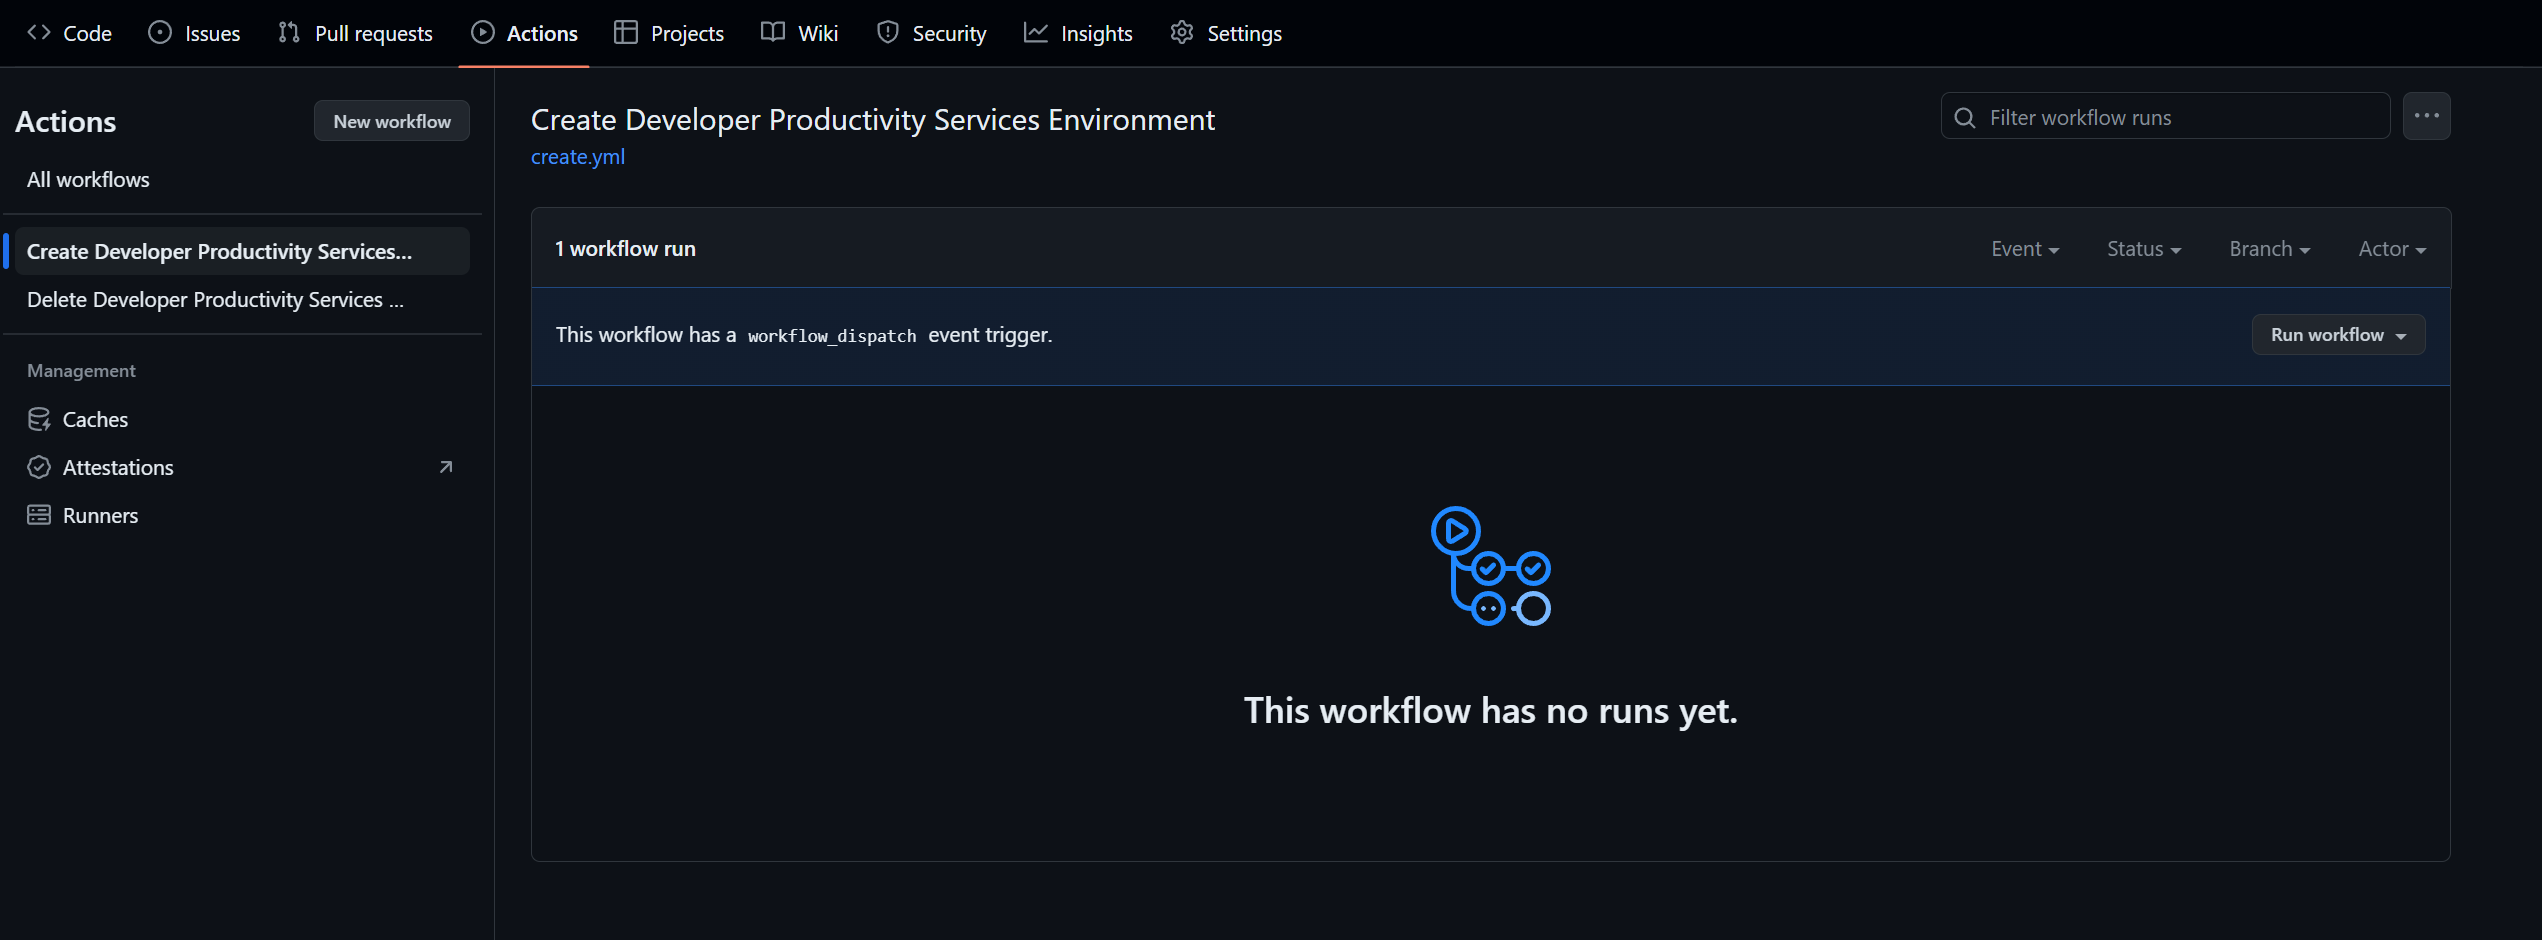 Code Issues Pull requests Actions Projects Wiki Security Insights Settings
Actions
New workflow
All workflows
Create Developer Productivity Services...
Delete Developer Productivity Services ...
Management
Caches
Attestations
Runners
Create Developer Productivity Services Environment
create.yml
Filter workflow runs
1 workflow run
Event Status Branch Actor
This workflow has a workflow_dispatch event trigger.
Run workflow
This workflow has no runs yet.